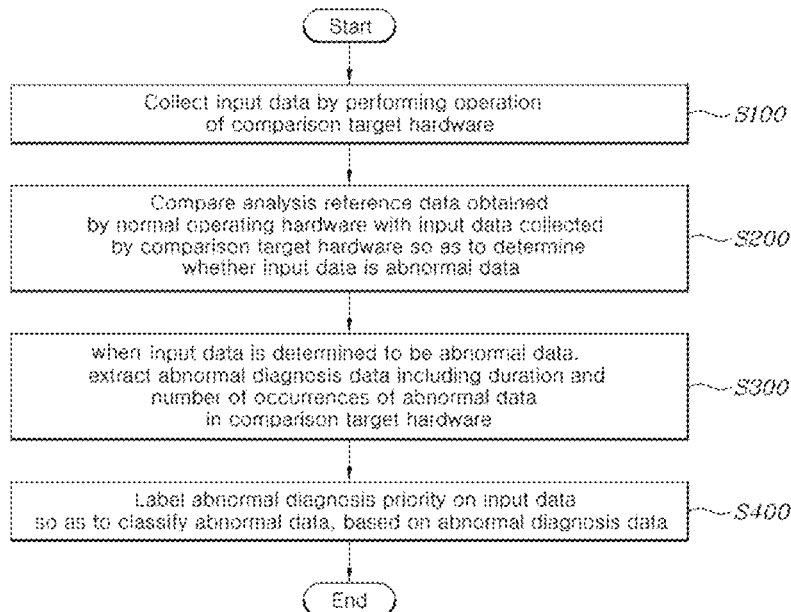 Start
Collect input data by performing operation
of comparison target hardware
S100
Compare analysis reference data obtained
by normal operating hardware with input data collected
by comparison target hardware so as to determine
whether input data is abnormal data
S200
when input data is determined to be abnormal data,
extract abnormal diagnosis data including duration and
number of occurrences of abnormal data
in comparison target hardware
S300
Label abnormal diagnosis priority on input data
so as to classify abnormal data, based on abnormal diagnosis data
S400
End